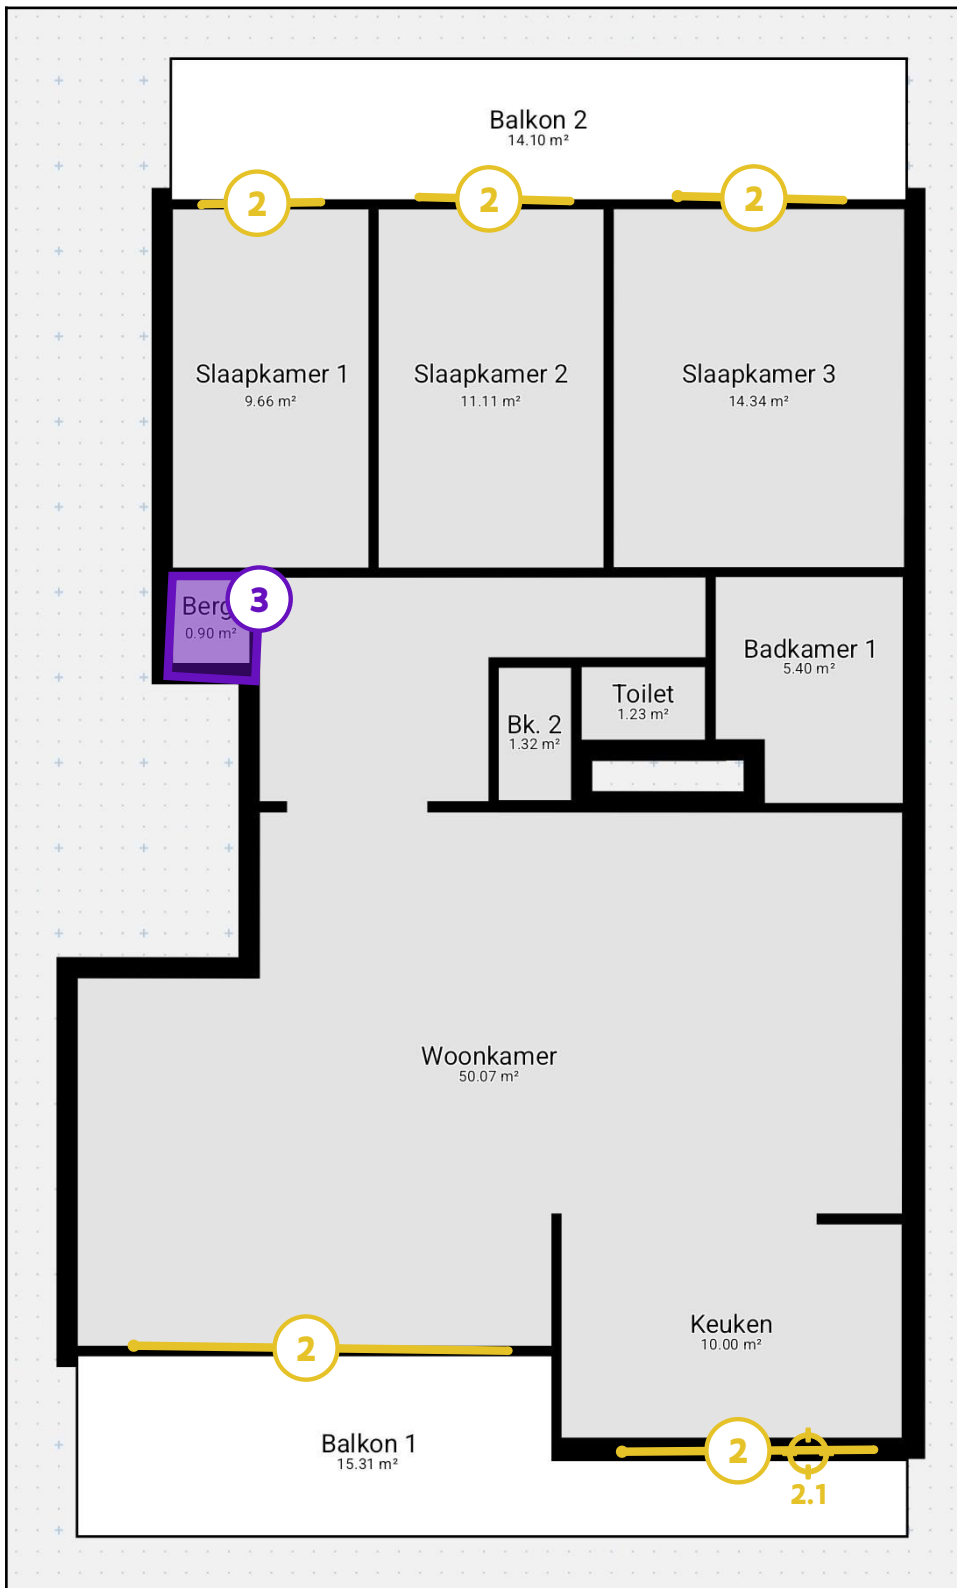 Balkon 2
14.10 m²
2
2
2
Slaapkamer 1
9.66 m²
Slaapkamer 2
11.11 m²
Slaapkamer 3
14.34 m²
3
0.90 m²
Badkamer 1
5.40 m²
Toilet
1.23 m²
Bk. 2
1.32 m²
Woonkamer
50.07 m²
Keuken
10.00 m²
2
Balkon 1
15.31 m²
2
2.1